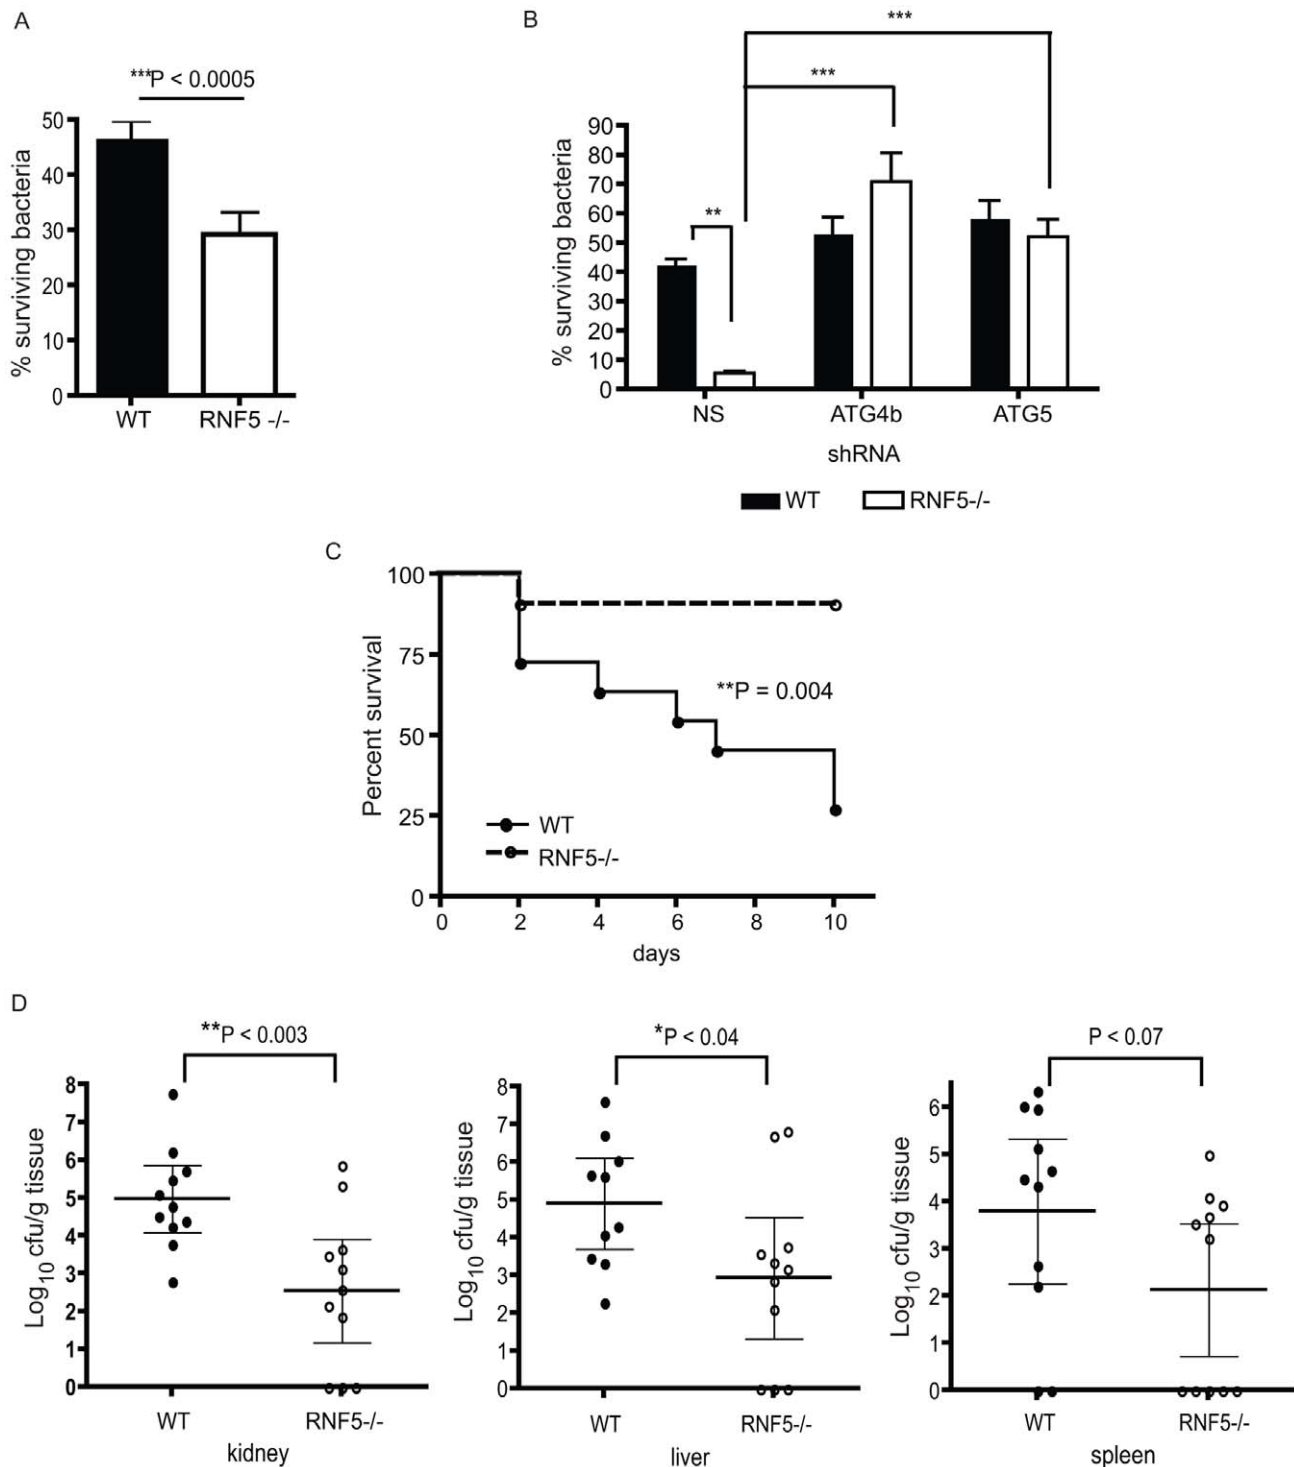 A
***P < 0.0005
% surviving bacteria
50
40
30
20
10
0
WT RNF5 -/-
B
***
***
**
% surviving bacteria
90
80
70
60
50
40
30
20
10
0
NS ATG4b ATG5
shRNA
WT RNF5-/-
C
Percent survival
100
75
50
25
0
**P = 0.004
WT
RNF5-/-
0 2 4 6 8 10
days
D
**P < 0.003
Log10 cfu/g tissue
8
7
6
5
4
3
2
1
0
WT RNF5-/-
kidney
*P < 0.04
Log10 cfu/g tissue
8
7
6
5
4
3
2
1
0
WT RNF5-/-
liver
P < 0.07
Log10 cfu/g tissue
6
5
4
3
2
1
0
WT RNF5-/-
spleen